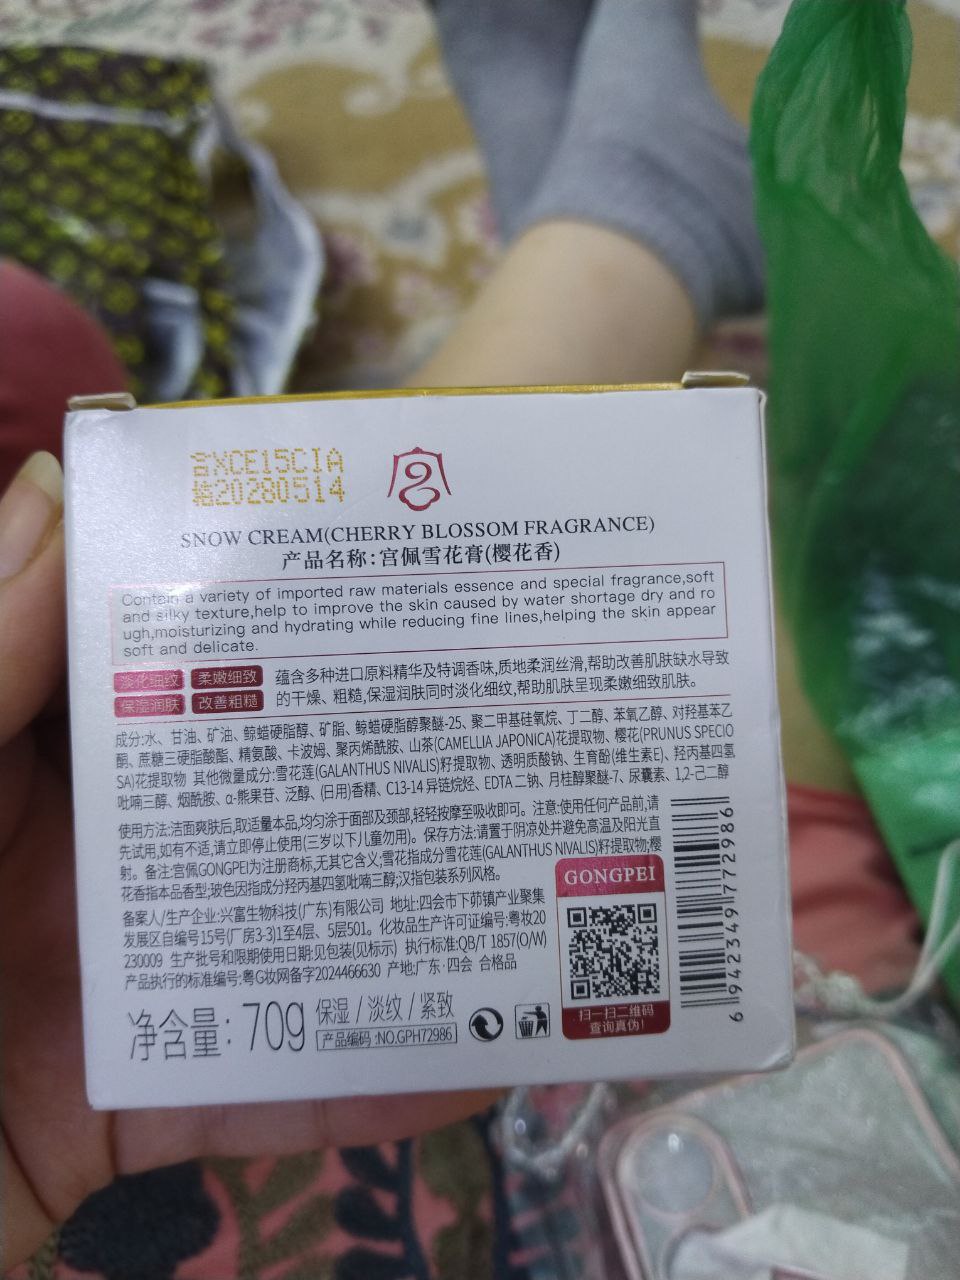 XCE15CIA
20280514
SNOW CREAM(CHERRY BLOSSOM FRAGRANCE)
产品名称:宫佩雪花膏(樱花香)
Contain a variety of imported raw materials essence and special fragrance,soft
and silky texture,help to improve the skin caused by water shortage dry and ro
ugh,moisturizing and hydrating while reducing fine lines,helping the skin appear
soft and delicate.
淡化细纹 柔嫩细致
保湿润肤 改善粗糙
蕴含多种进口原料精华及特调香味,质地柔润丝滑,帮助改善肌肤缺水导致
的干燥、粗糙,保湿润肤同时淡化细纹,帮助肌肤呈现柔嫩细致肌肤。
成分:水、甘油、矿油、鲸蜡硬脂醇、矿脂、鲸蜡硬脂醇聚醚-25、聚二甲基硅氧烷、丁二醇、苯氧乙醇、对羟基苯乙
酮、蔗糖三硬脂酸酯、精氨酸、卡波姆、聚丙烯酰胺、山茶(CAMELLIA JAPONICA)花提取物、樱花(PRUNUS SPECIO
SA)花提取物 其他微量成分:雪花莲(GALANTHUS NIVALIS)籽提取物、透明质酸钠、生育酚(维生素E)、羟丙基四氢
吡喃三醇、烟酰胺、α-熊果苷、泛醇、(日用)香精、C13-14 异链烷烃、EDTA 二钠、月桂醇聚醚-7、尿囊素、1,2-己二醇
使用方法:洁面爽肤后,取适量本品,均匀涂于面部及颈部,轻轻按摩至吸收即可。注意:使用任何产品前,请
先试用,如有不适,请立即停止使用(三岁以下儿童勿用)。保存方法:请置于阴凉处并避免高温及阳光直
射。备注:宫佩GONGPEI为注册商标,无其它含义;雪花指成分雪花莲(GALANTHUS NIVALIS)籽提取物;樱
花香指本品香型;玻色因指成分羟丙基四氢吡喃三醇;汉指包装系列风格。
备案人/生产企业:兴富生物科技(广东)有限公司 地址:四会市下茆镇产业聚集
发展区自编号15号(厂房3-3)1至4层、5层501。化妆品生产许可证编号:粤妆20
230009 生产批号和限期使用日期:见包装(见标示) 执行标准:QB/T 1857(O/W)
产品执行的标准编号:粤G妆网备字2024466630 产地:广东·四会 合格品
净含量: 70g
保湿 / 淡纹 / 紧致
产品编码:NO.GPH72986
GONGPEI
扫一扫二维码
查询真伪!
6942349772986